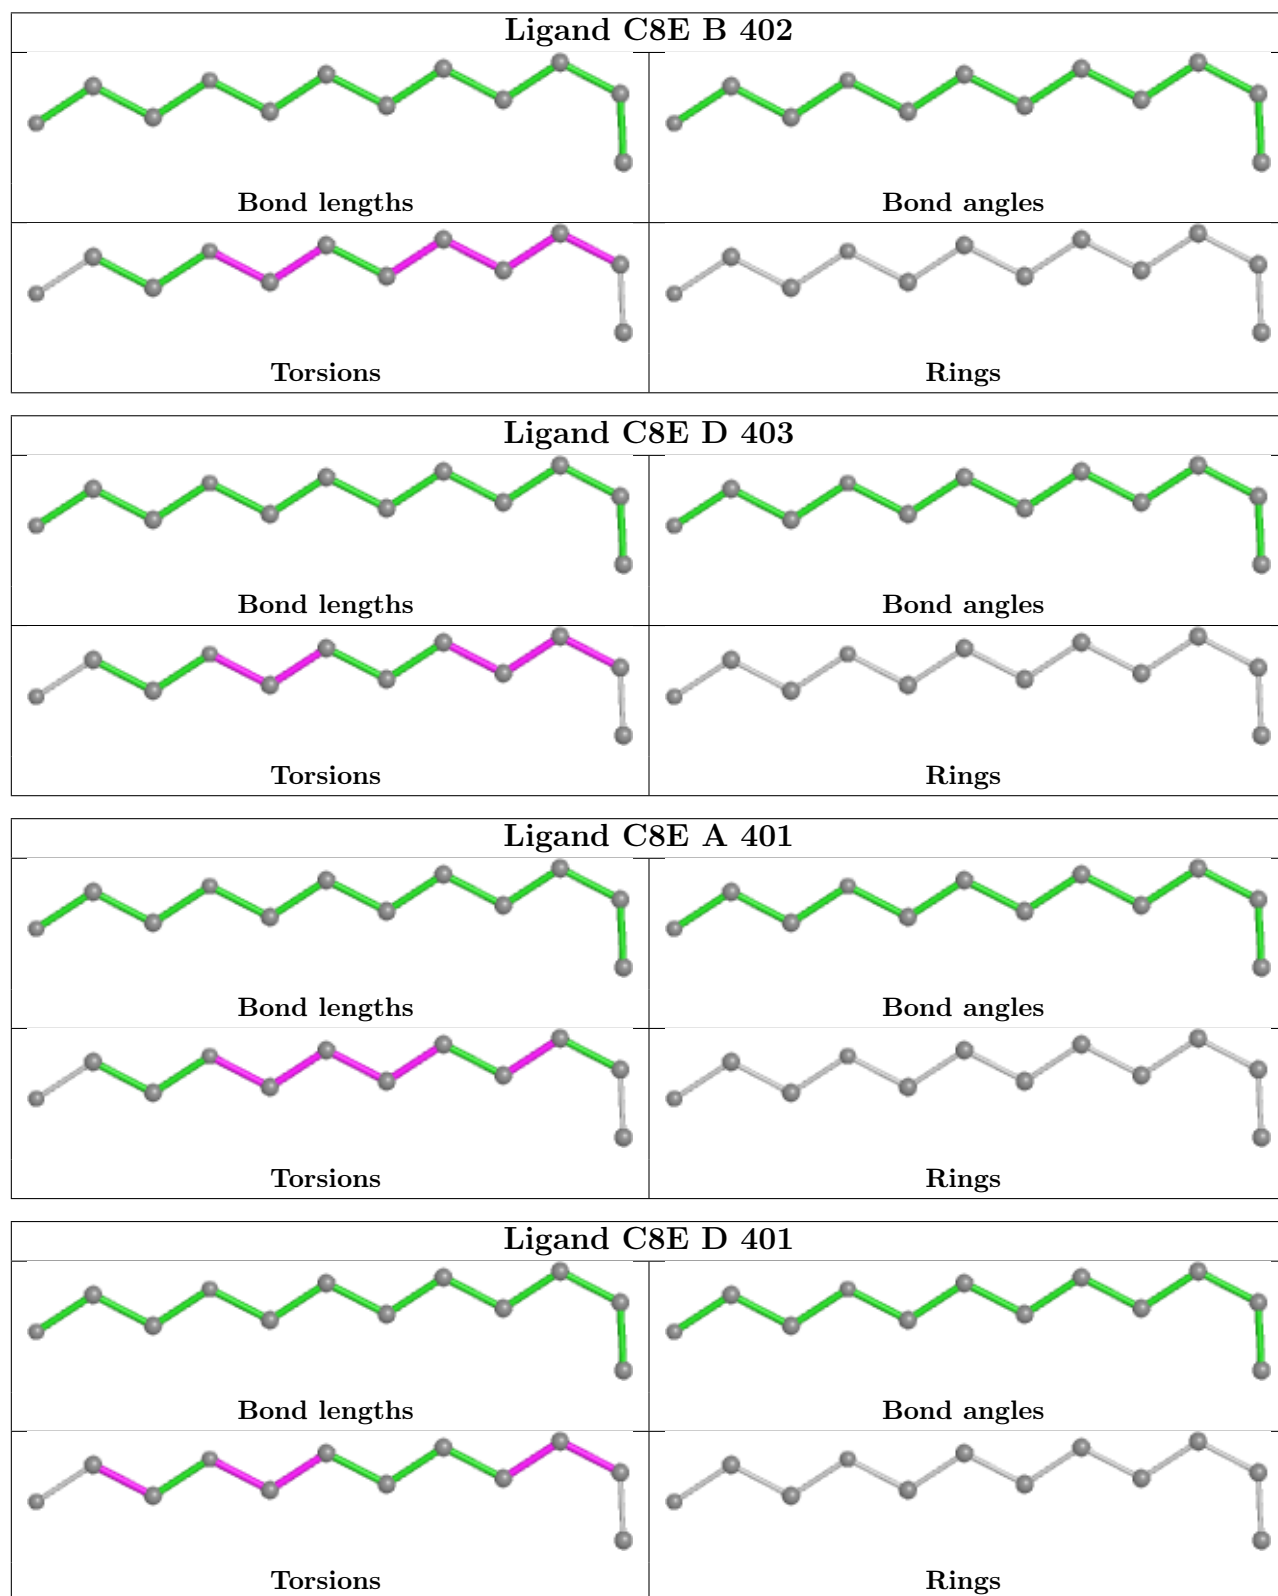 Ligand C8E B 402
Bond lengths
Bond angles
Torsions
Rings
Ligand C8E D 403
Bond lengths
Bond angles
Torsions
Rings
Ligand C8E A 401
Bond lengths
Bond angles
Torsions
Rings
Ligand C8E D 401
Bond lengths
Bond angles
Torsions
Rings